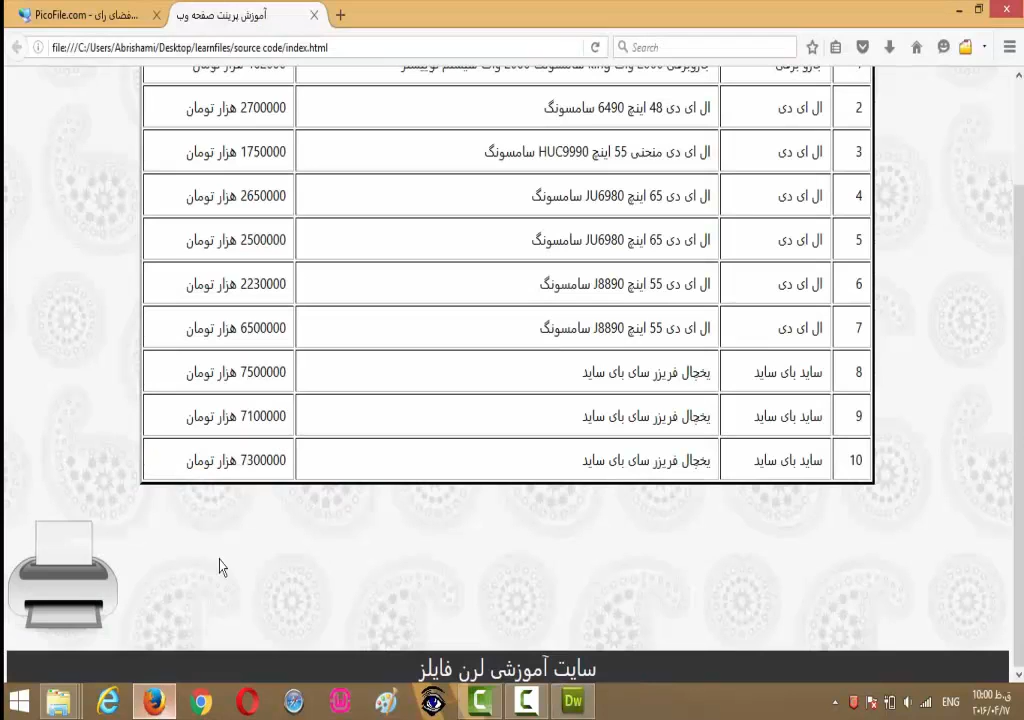 PicoFile.com - فضای رای...
آموزش پرینت صفحه وب
file:///C:/Users/Abrishami/Desktop/learnfiles/source code/index.html
Search
2 ال ای دی ال ای دی 48 اینچ 6490 سامسونگ 2700000 هزار تومان
3 ال ای دی ال ای دی منحنی 55 اینچ HUC9990 سامسونگ 1750000 هزار تومان
4 ال ای دی ال ای دی 65 اینچ JU6980 سامسونگ 2650000 هزار تومان
5 ال ای دی ال ای دی 65 اینچ JU6980 سامسونگ 2500000 هزار تومان
6 ال ای دی ال ای دی 55 اینچ J8890 سامسونگ 2230000 هزار تومان
7 ال ای دی ال ای دی 55 اینچ J8890 سامسونگ 6500000 هزار تومان
8 ساید بای ساید یخچال فریزر سای بای ساید 7500000 هزار تومان
9 ساید بای ساید یخچال فریزر سای بای ساید 7100000 هزار تومان
10 ساید بای ساید یخچال فریزر سای بای ساید 7300000 هزار تومان
سایت آموزشی لرن فایلز
Dw
ENG
10:00 ق.ظ
۲۰۱۶/۰۴/۱۷